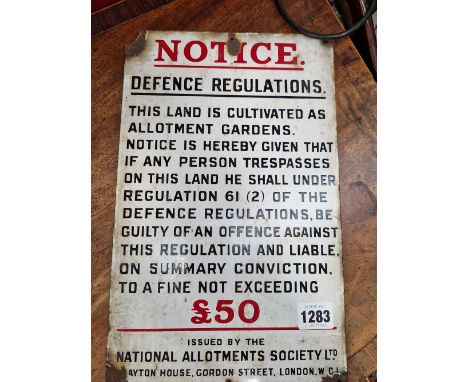 NOTICE.
DEFENCE REGULATIONS.
THIS LAND IS CULTIVATED AS
ALLOTMENT GARDENS.
NOTICE IS HEREBY GIVEN THAT
IF ANY PERSON TRESPASSES
ON THIS LAND HE SHALL UNDER
REGULATION 61 (2) OF THE
DEFENCE REGULATIONS, BE
GUILTY OF AN OFFENCE AGAINST
THIS REGULATION AND LIABLE,
ON SUMMARY CONVICTION,
TO A FINE NOT EXCEEDING
£50
1283
ISSUED BY THE
NATIONAL ALLOTMENTS SOCIETY LTD
AYTON HOUSE, GORDON STREET, LONDON, W.C.1.